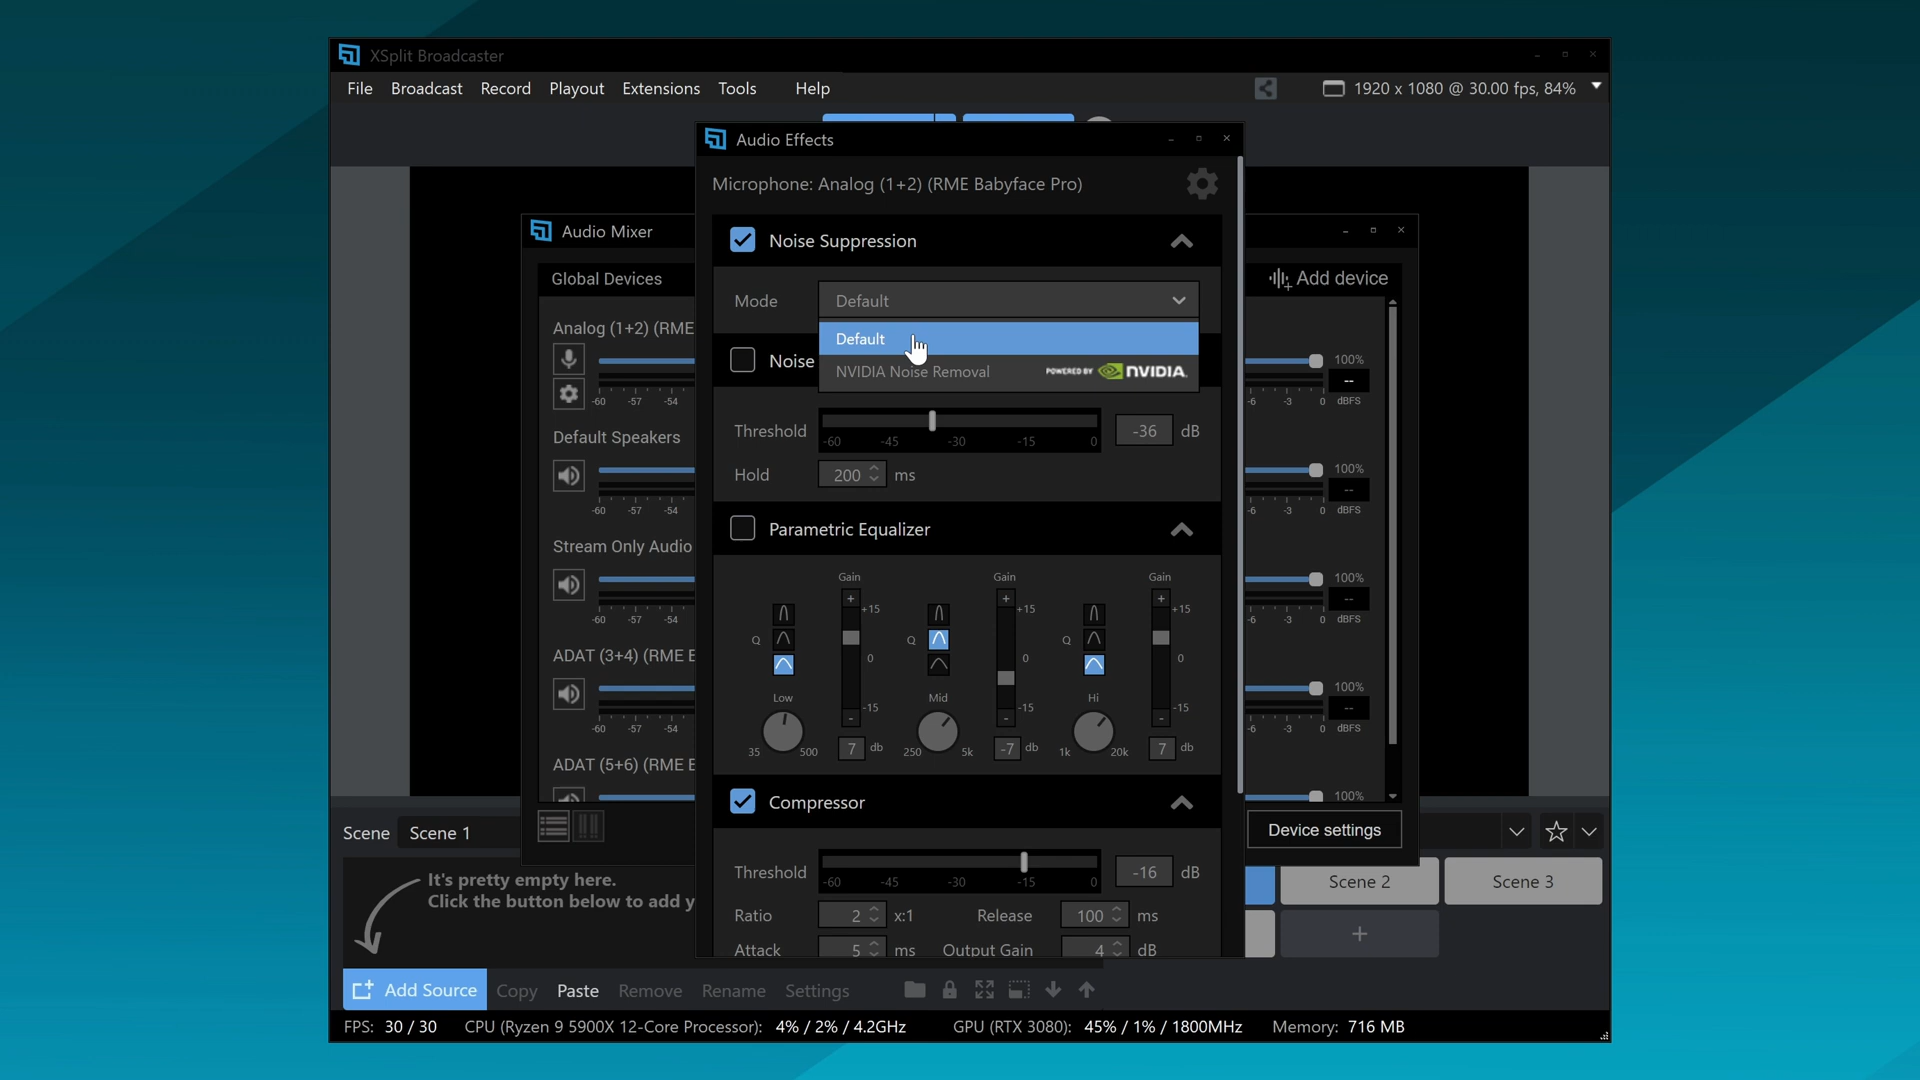 XSplit Broadcaster
File Broadcast Record Playout Extensions Tools Help
1920 x 1080 @ 30.00 fps, 84%
Audio Effects
Microphone: Analog (1+2) (RME Babyface Pro)
Noise Suppression
Mode Default
Default
NVIDIA Noise Removal POWERED BY NVIDIA.
Noise
Threshold -60 -45 -30 -15 0 -36 dB
Hold 200 ms
Parametric Equalizer
Gain Gain Gain
+ +15 + +15 + +15
Q Q Q
0 0 0
Low Mid Hi
- -15 - -15 - -15
35 500 7 db 250 5k -7 db 1k 20k 7 db
Compressor
Threshold -60 -45 -30 -15 0 -16 dB
Ratio 2 x:1 Release 100 ms
Attack 5 ms Output Gain 4 dB
Audio Mixer
Global Devices Add device
Analog (1+2) (RME
100%
--
-60 -57 -54 -6 -3 0 dBFS
Default Speakers
100%
--
-60 -57 -54 -6 -3 0 dBFS
Stream Only Audio
100%
--
-60 -57 -54 -6 -3 0 dBFS
ADAT (3+4) (RME
100%
--
-60 -57 -54 -6 -3 0 dBFS
ADAT (5+6) (RME
100%
Device settings
Scene Scene 1
It's pretty empty here.
Click the button below to add
Scene 2 Scene 3
+
Add Source Copy Paste Remove Rename Settings
FPS: 30 / 30 CPU (Ryzen 9 5900X 12-Core Processor): 4% / 2% / 4.2GHz GPU (RTX 3080): 45% / 1% / 1800MHz Memory: 716 MB